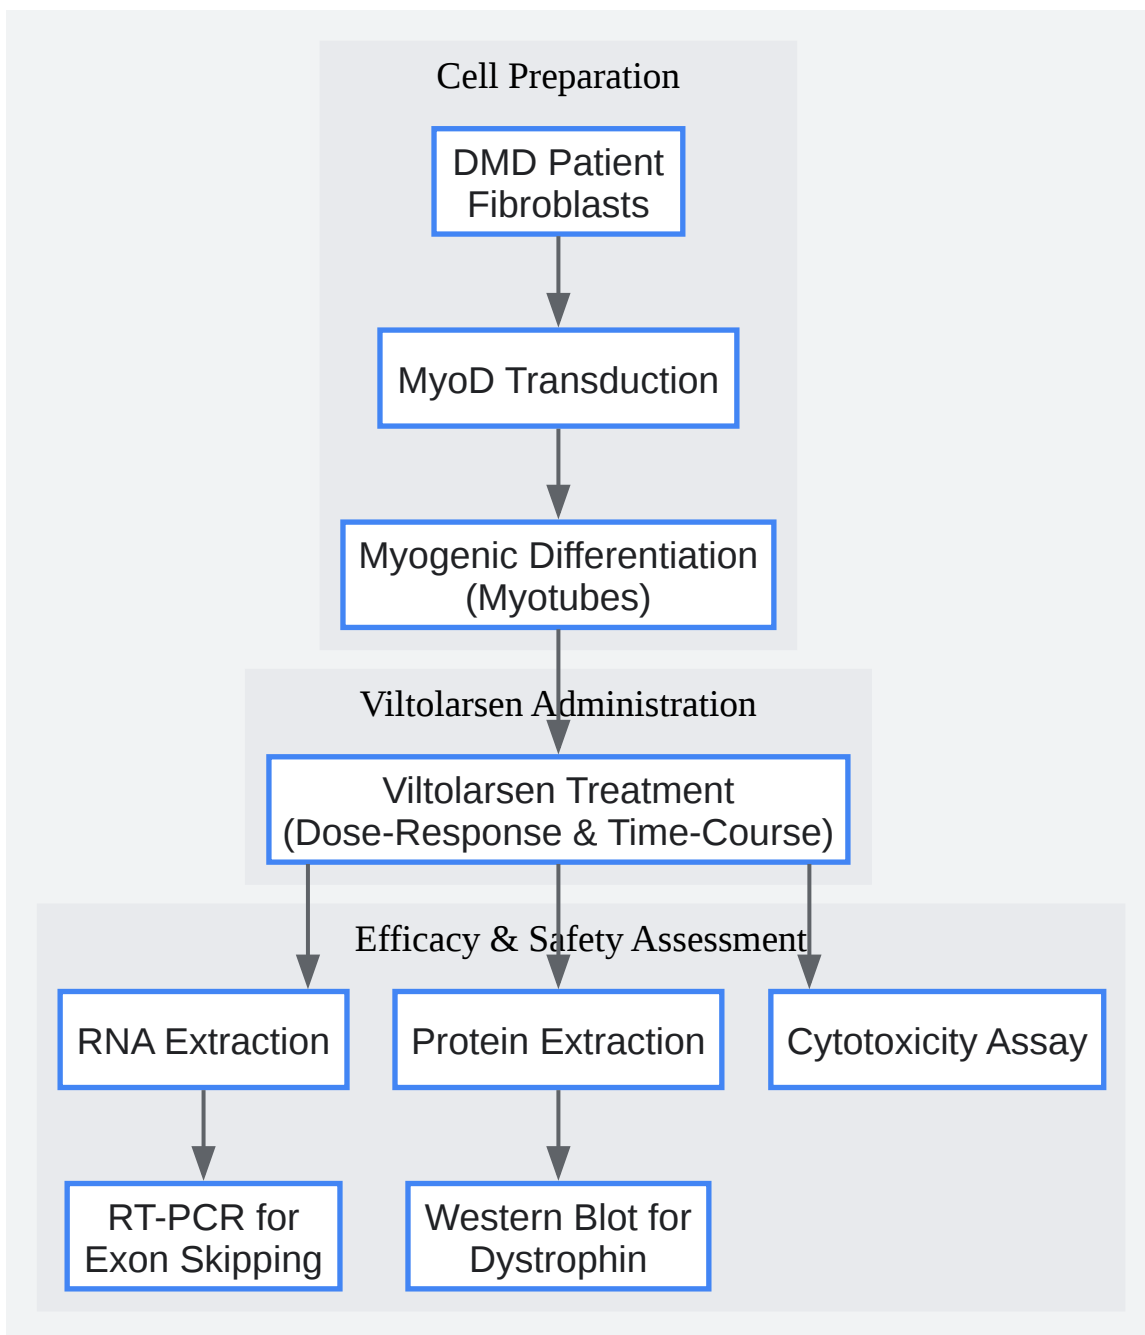 Cell Preparation
DMD Patient
Fibroblasts
MyoD Transduction
Myogenic Differentiation
(Myotubes)
Viltolarsen Administration
Viltolarsen Treatment
(Dose-Response & Time-Course)
Efficacy & Safety Assessment
RNA Extraction
Protein Extraction
Cytotoxicity Assay
RT-PCR for
Exon Skipping
Western Blot for
Dystrophin